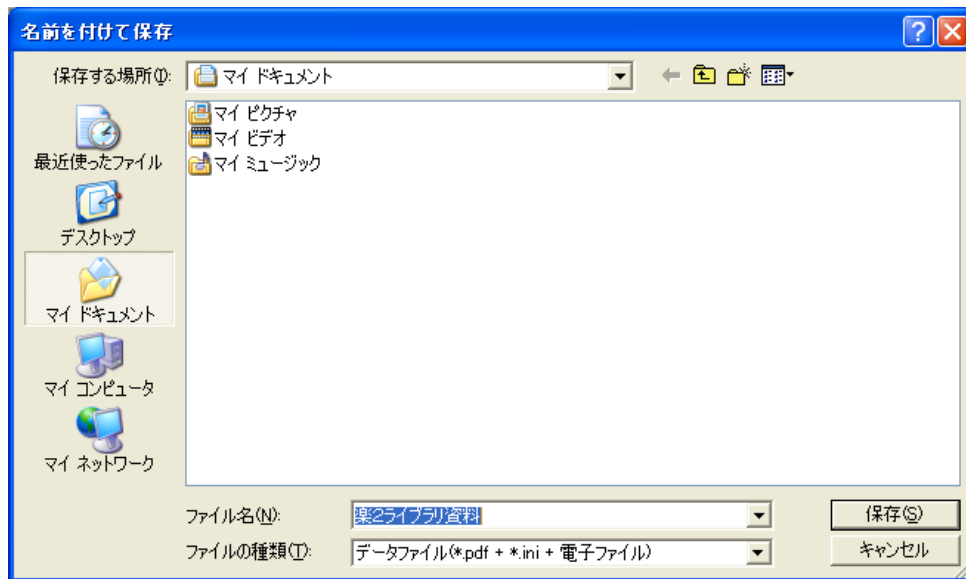 名前を付けて保存
保存する場所(I): マイ ドキュメント
マイ ピクチャ
マイ ビデオ
マイ ミュージック
最近使ったファイル
デスクトップ
マイ ドキュメント
マイ コンピュータ
マイ ネットワーク
ファイル名(N): 楽2ライブラリ資料 保存(S)
ファイルの種類(T): データファイル(*.pdf + *.ini + 電子ファイル) キャンセル